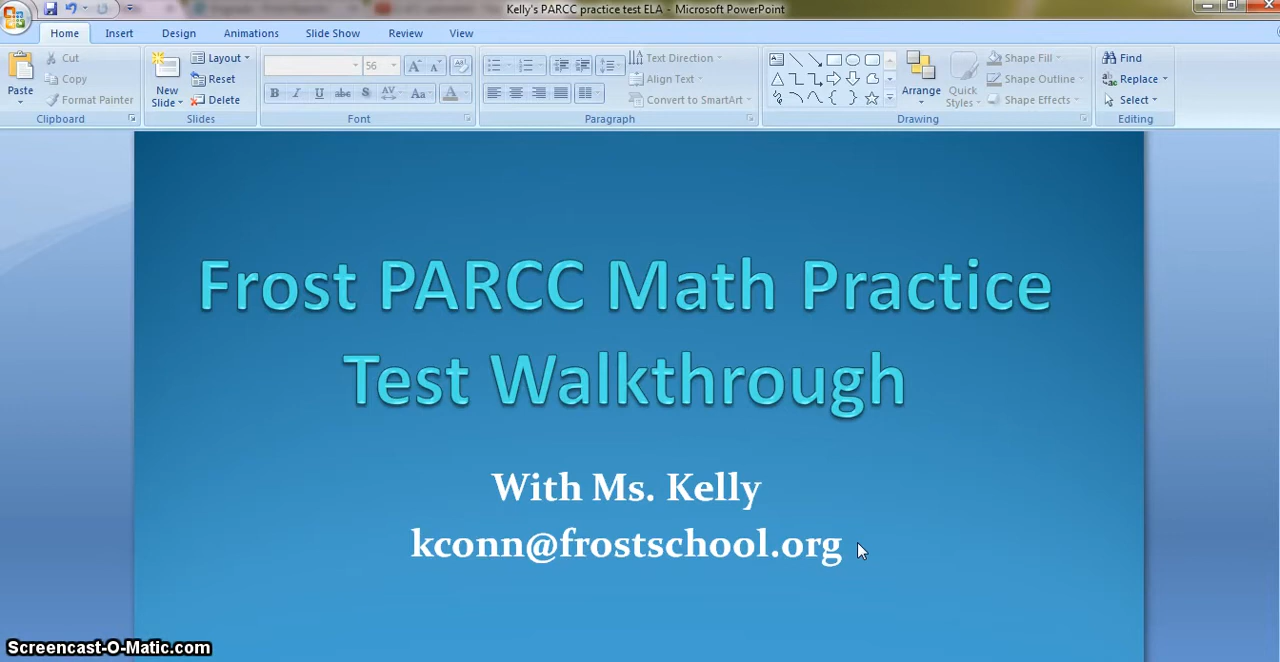 Kelly's PARCC practice test ELA - Microsoft PowerPoint
Home Insert Design Animations Slide Show Review View
Paste
Cut
Copy
Format Painter
Clipboard
New
Slide
Layout
Reset
Delete
Slides
56
Font
Text Direction
Align Text
Convert to SmartArt
Paragraph
Arrange
Quick
Styles
Shape Fill
Shape Outline
Shape Effects
Drawing
Find
Replace
Select
Editing
Frost PARCC Math Practice
Test Walkthrough
With Ms. Kelly
kconn@frostschool.org
Screencast-O-Matic.com